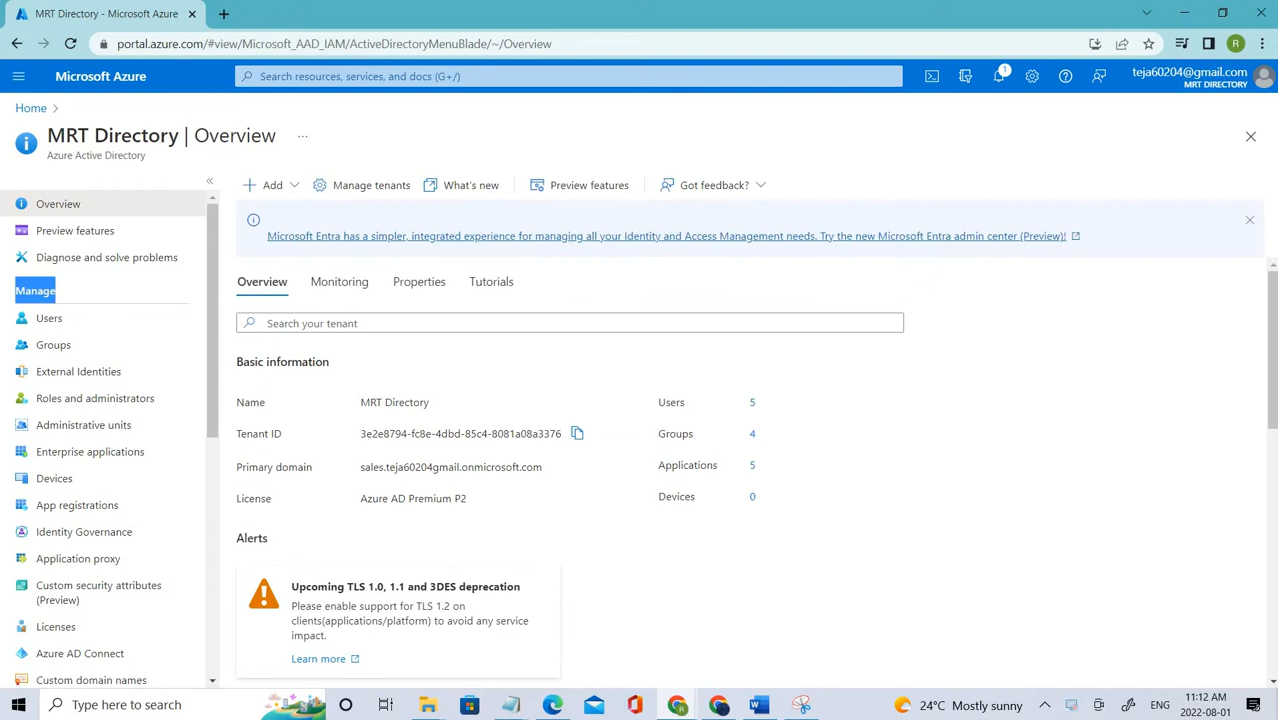 MRT Directory - Microsoft Azure
portal.azure.com/#view/Microsoft_AAD_IAM/ActiveDirectoryMenuBlade/~/Overview
R
Microsoft Azure
Search resources, services, and docs (G+/)
1
teja60204@gmail.com
MRT DIRECTORY
Home
MRT Directory | Overview
Azure Active Directory
Add
Manage tenants
What's new
Preview features
Got feedback?
Microsoft Entra has a simpler, integrated experience for managing all your Identity and Access Management needs. Try the new Microsoft Entra admin center (Preview)!
Overview
Preview features
Diagnose and solve problems
Manage
Users
Groups
External Identities
Roles and administrators
Administrative units
Enterprise applications
Devices
App registrations
Identity Governance
Application proxy
Custom security attributes
(Preview)
Licenses
Azure AD Connect
Custom domain names
Overview
Monitoring
Properties
Tutorials
Search your tenant
Basic information
Name MRT Directory
Tenant ID 3e2e8794-fc8e-4dbd-85c4-8081a08a3376
Primary domain sales.teja60204gmail.onmicrosoft.com
License Azure AD Premium P2
Users 5
Groups 4
Applications 5
Devices 0
Alerts
Upcoming TLS 1.0, 1.1 and 3DES deprecation
Please enable support for TLS 1.2 on
clients(applications/platform) to avoid any service
impact.
Learn more
Type here to search
24°C Mostly sunny
ENG
11:12 AM
2022-08-01